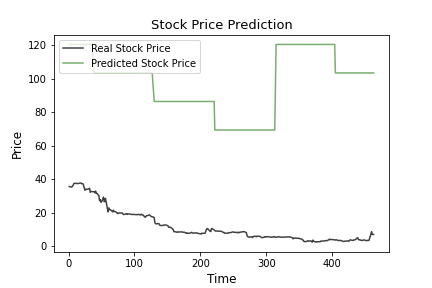 Stock Price Prediction
Real Stock Price
Predicted Stock Price
120
100
80
60
40
20
0
Price
0 100 200 300 400
Time